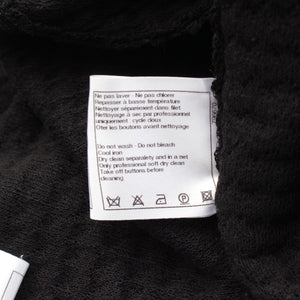 Ne pas laver - Ne pas chlorer
Repasser à basse température
Nettoyer séparément dans filet
Nettoyage à sec par professionnel
uniquement : cycle doux
Oter les boutons avant nettoyage
Do not wash - Do not bleach
Cool iron
Dry clean separately and in a net
Only professional soft dry clean
Take off buttons before
cleaning
P